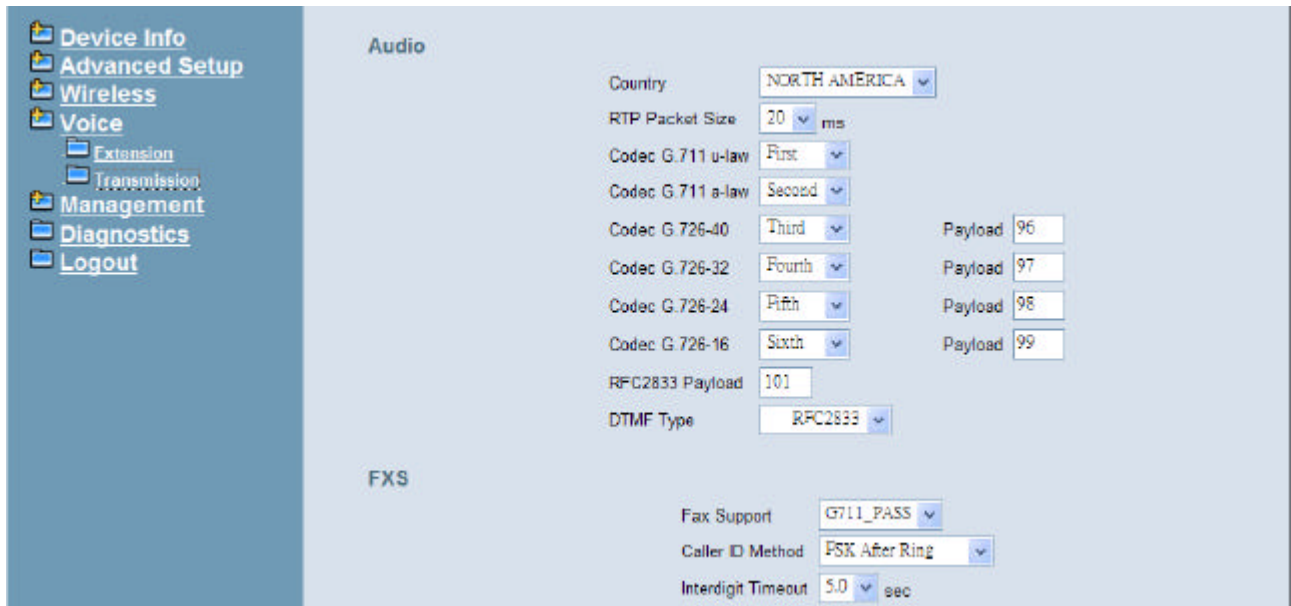 Device Info
Advanced Setup
Wireless
Voice
Extension
Transmission
Management
Diagnostics
Logout
Audio
Country NORTH AMERICA
RTP Packet Size 20 ms
Codec G.711 u-law First
Codec G.711 a-law Second
Codec G.726-40 Third Payload 96
Codec G.726-32 Fourth Payload 97
Codec G.726-24 Fifth Payload 98
Codec G.726-16 Sixth Payload 99
RFC2833 Payload 101
DTMF Type RFC2833
FXS
Fax Support G711_PASS
Caller ID Method FSK After Ring
Interdigit Timeout 5.0 sec